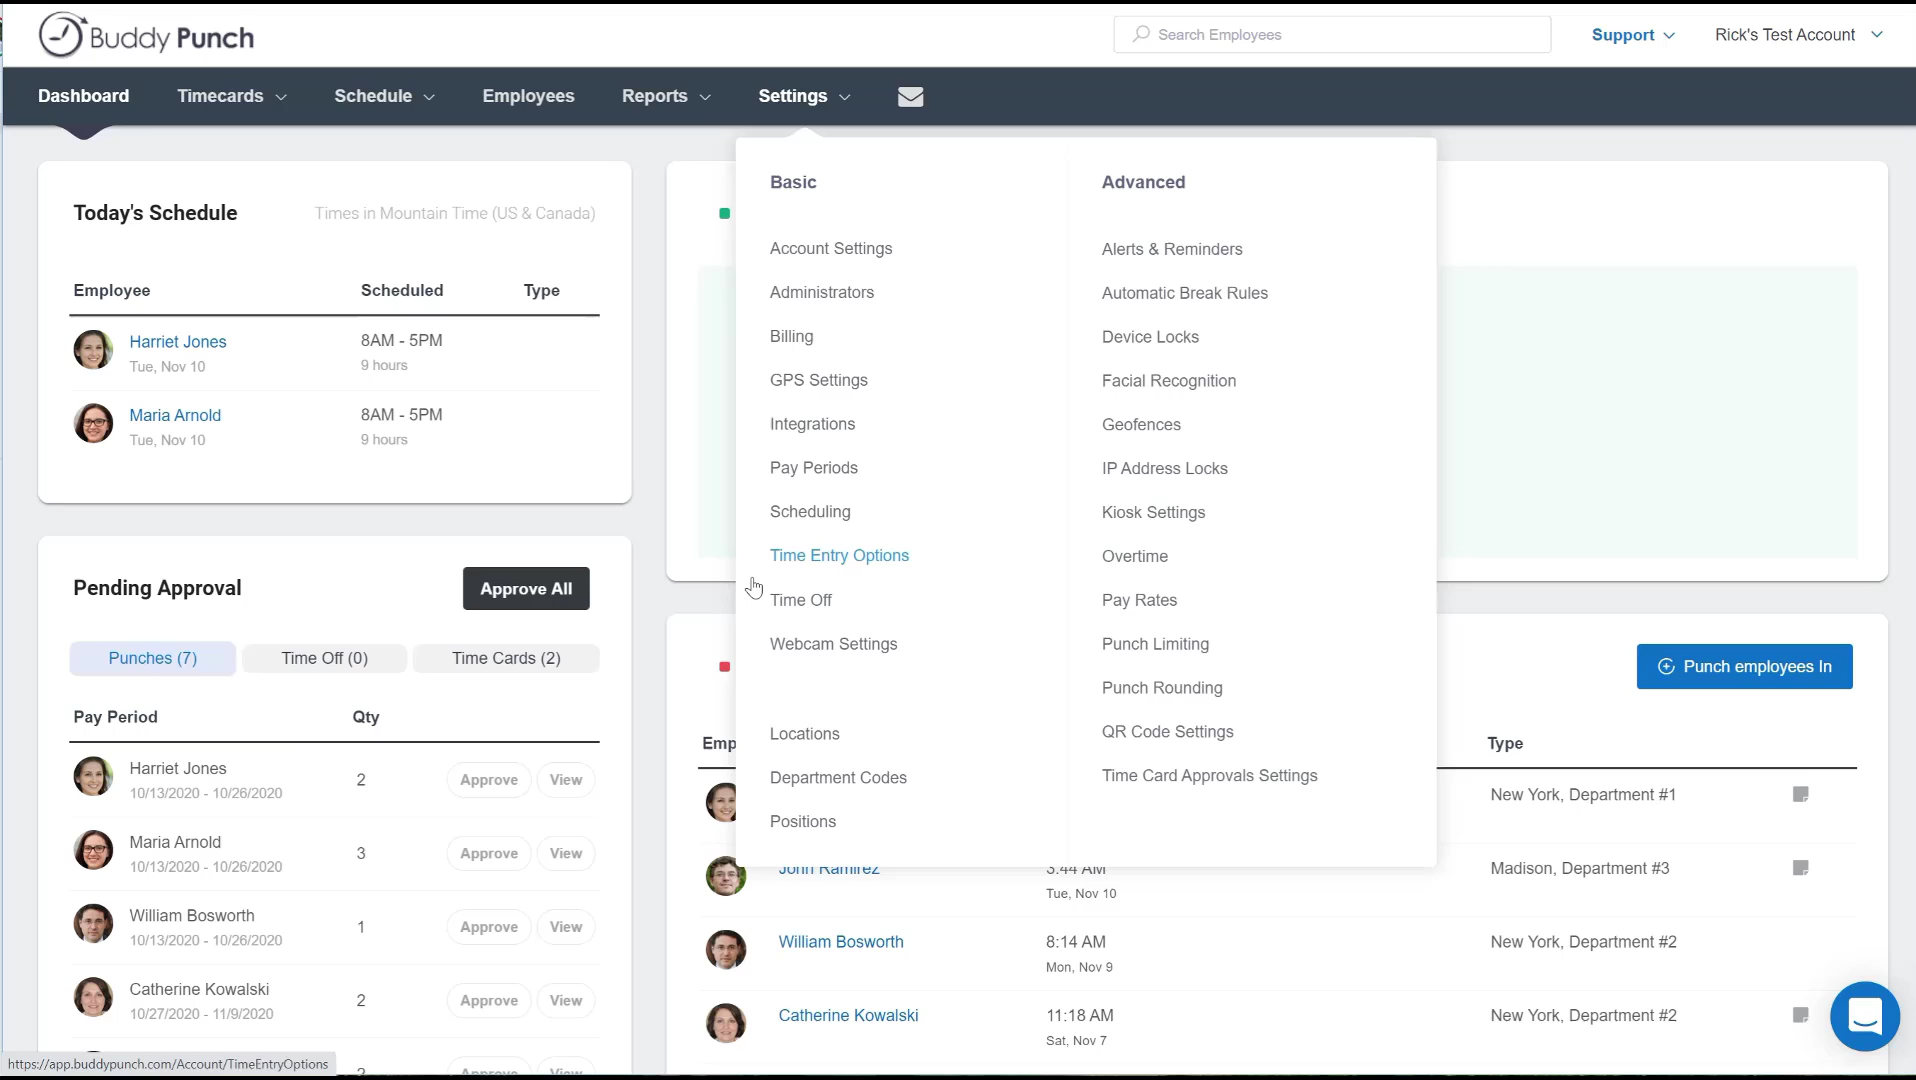 Buddy Punch
Search Employees
Support
Rick's Test Account
Dashboard
Timecards
Schedule
Employees
Reports
Settings
Today's Schedule
Times in Mountain Time (US & Canada)
Employee Scheduled Type
Harriet Jones 8AM - 5PM
Tue, Nov 10 9 hours
Maria Arnold 8AM - 5PM
Tue, Nov 10 9 hours
Pending Approval
Approve All
Punches (7) Time Off (0) Time Cards (2)
Pay Period Qty
Harriet Jones 2 Approve View
10/13/2020 - 10/26/2020
Maria Arnold 3 Approve View
10/13/2020 - 10/26/2020
William Bosworth 1 Approve View
10/13/2020 - 10/26/2020
Catherine Kowalski 2 Approve View
10/27/2020 - 11/9/2020
Approve View
Basic
Account Settings
Administrators
Billing
GPS Settings
Integrations
Pay Periods
Scheduling
Time Entry Options
Time Off
Webcam Settings
Locations
Department Codes
Positions
Advanced
Alerts & Reminders
Automatic Break Rules
Device Locks
Facial Recognition
Geofences
IP Address Locks
Kiosk Settings
Overtime
Pay Rates
Punch Limiting
Punch Rounding
QR Code Settings
Time Card Approvals Settings
Punch employees In
Emp Type
New York, Department #1
John Ramirez 3:44 AM Madison, Department #3
Tue, Nov 10
William Bosworth 8:14 AM New York, Department #2
Mon, Nov 9
Catherine Kowalski 11:18 AM New York, Department #2
Sat, Nov 7
https://app.buddypunch.com/Account/TimeEntryOptions